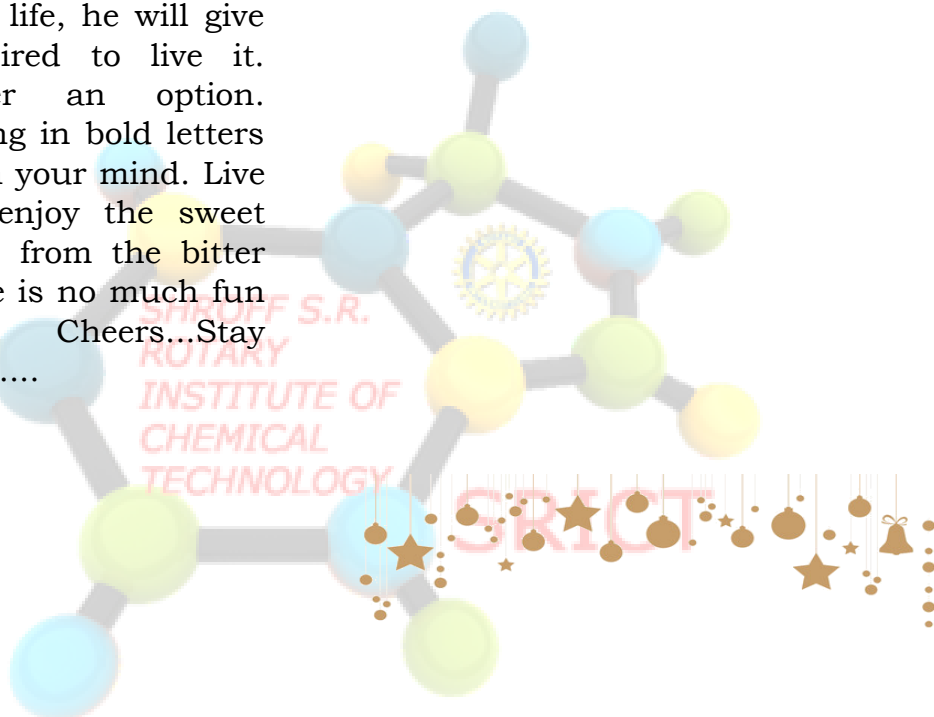 life, he will give
ired to live it.
er an option.
ng in bold letters
your mind. Live
enjoy the sweet
from the bitter
e is no much fun
Cheers...Stay
....
SHROFF S.R.
ROTARY
INSTITUTE OF
CHEMICAL
TECHNOLOGY
SRICT